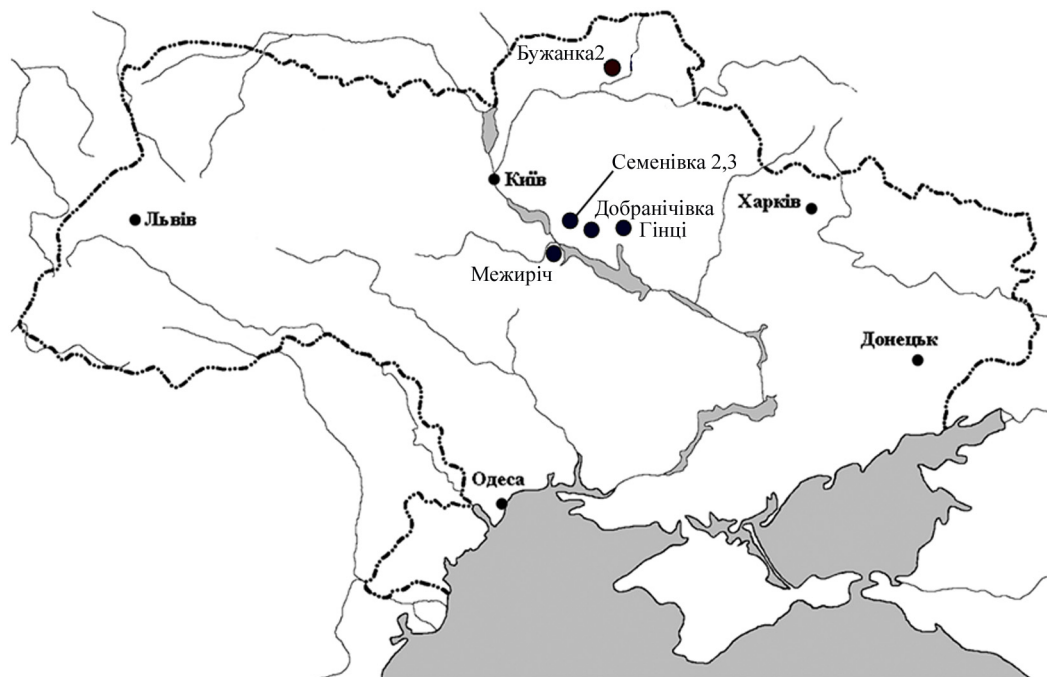 Бужанка2
Семенівка 2,3
Київ
Добранічівка
Харків
Львів
Гінці
Межиріч
Донецьк
Одеса